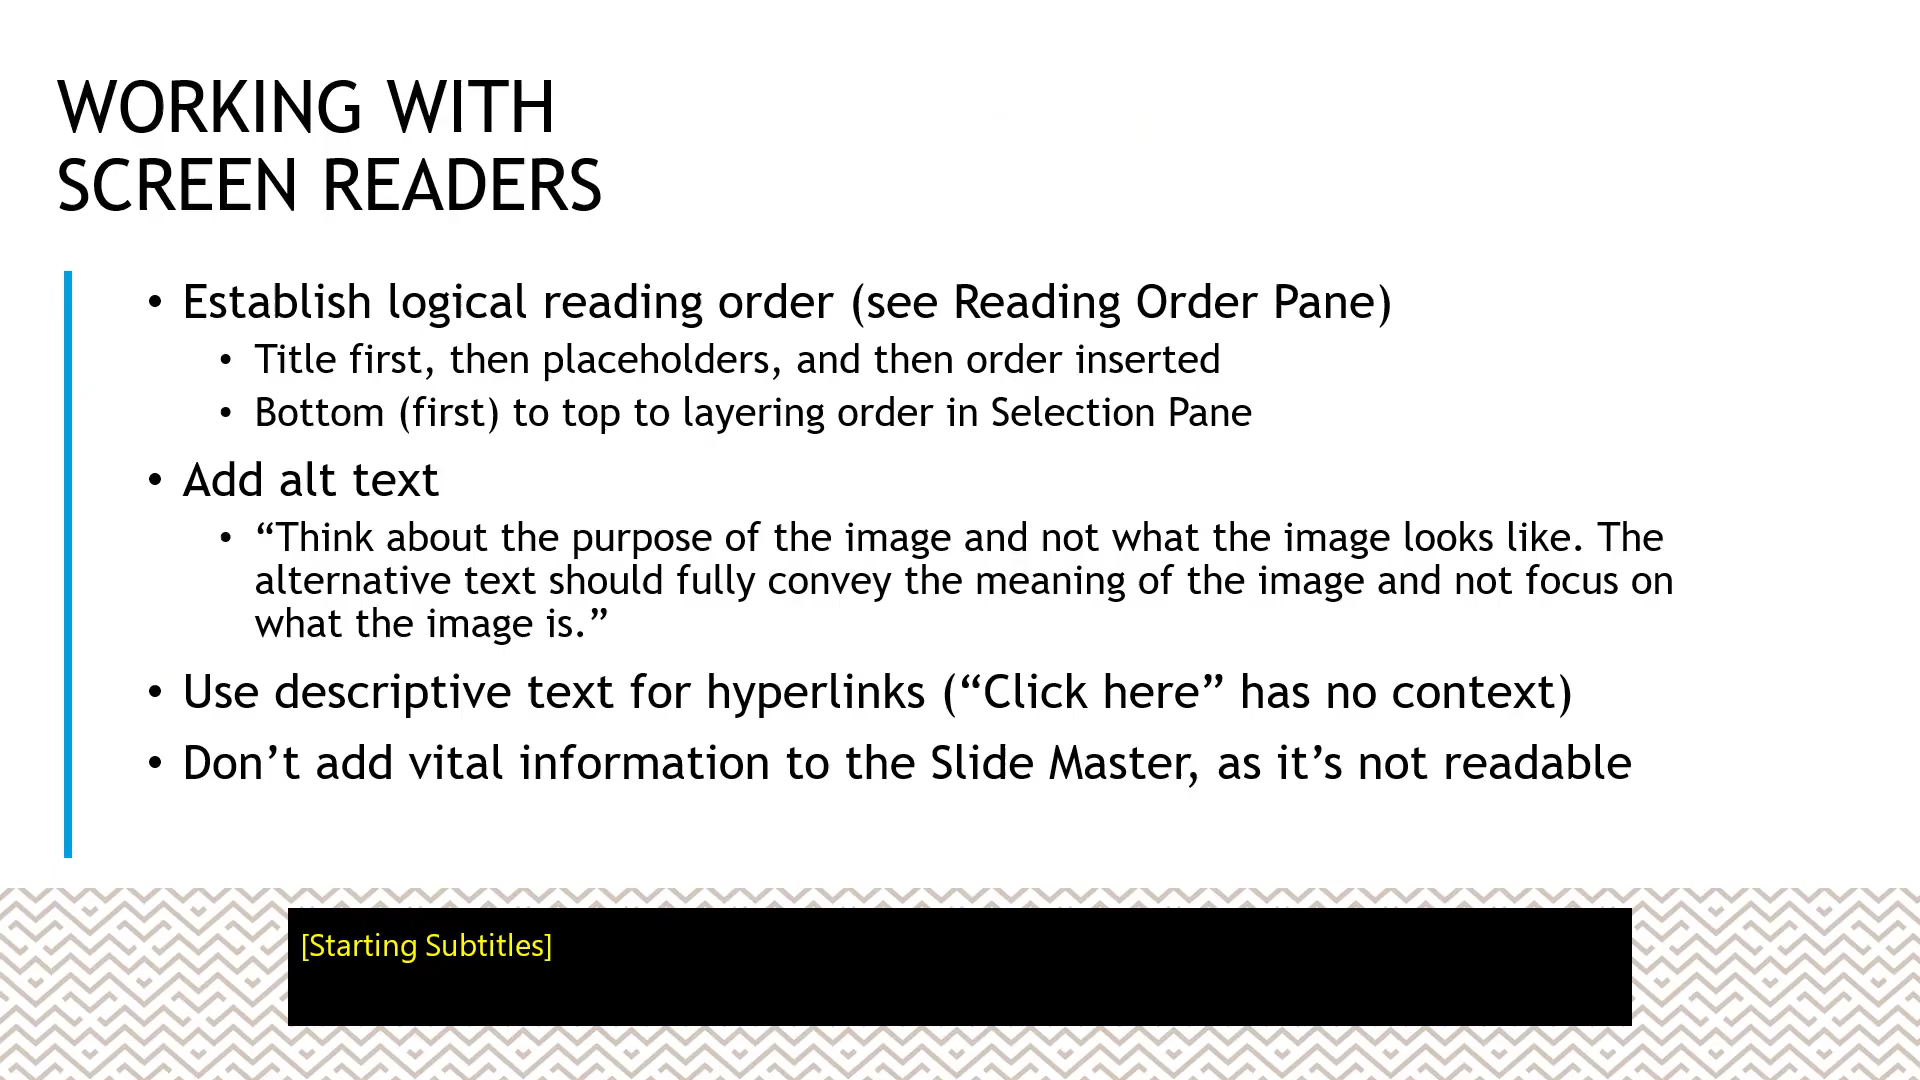 WORKING WITH
SCREEN READERS
• Establish logical reading order (see Reading Order Pane)
• Title first, then placeholders, and then order inserted
• Bottom (first) to top to layering order in Selection Pane
• Add alt text
• “Think about the purpose of the image and not what the image looks like. The
alternative text should fully convey the meaning of the image and not focus on
what the image is.”
• Use descriptive text for hyperlinks (“Click here” has no context)
• Don’t add vital information to the Slide Master, as it’s not readable
[Starting Subtitles]